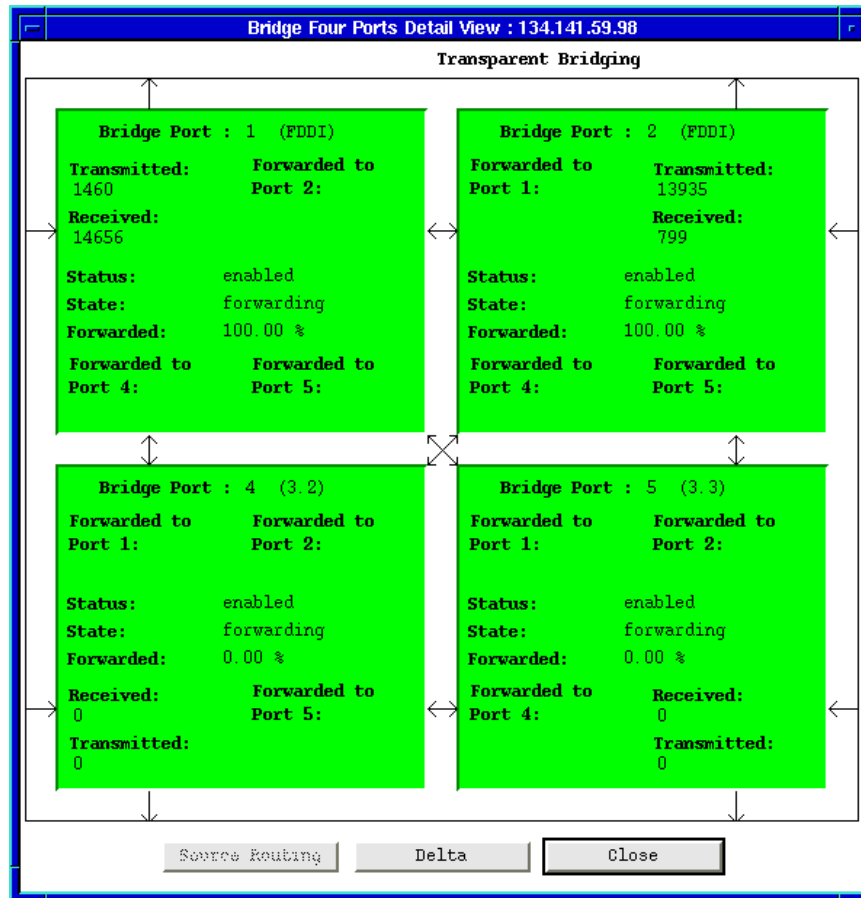 Bridge Four Ports Detail View : 134.141.59.98
Transparent Bridging
Bridge Port : 1 (FDDI)
Transmitted:
1460
Forwarded to
Port 2:
Received:
14656
Status: enabled
State: forwarding
Forwarded: 100.00 %
Forwarded to
Port 4:
Forwarded to
Port 5:
Bridge Port : 2 (FDDI)
Forwarded to
Port 1:
Transmitted:
13935
Received:
799
Status: enabled
State: forwarding
Forwarded: 100.00 %
Forwarded to
Port 4:
Forwarded to
Port 5:
Bridge Port : 4 (3.2)
Forwarded to
Port 1:
Forwarded to
Port 2:
Status: enabled
State: forwarding
Forwarded: 0.00 %
Received:
0
Forwarded to
Port 5:
Transmitted:
0
Bridge Port : 5 (3.3)
Forwarded to
Port 1:
Forwarded to
Port 2:
Status: enabled
State: forwarding
Forwarded: 0.00 %
Forwarded to
Port 4:
Received:
0
Transmitted:
0
Source Routing
Delta
Close